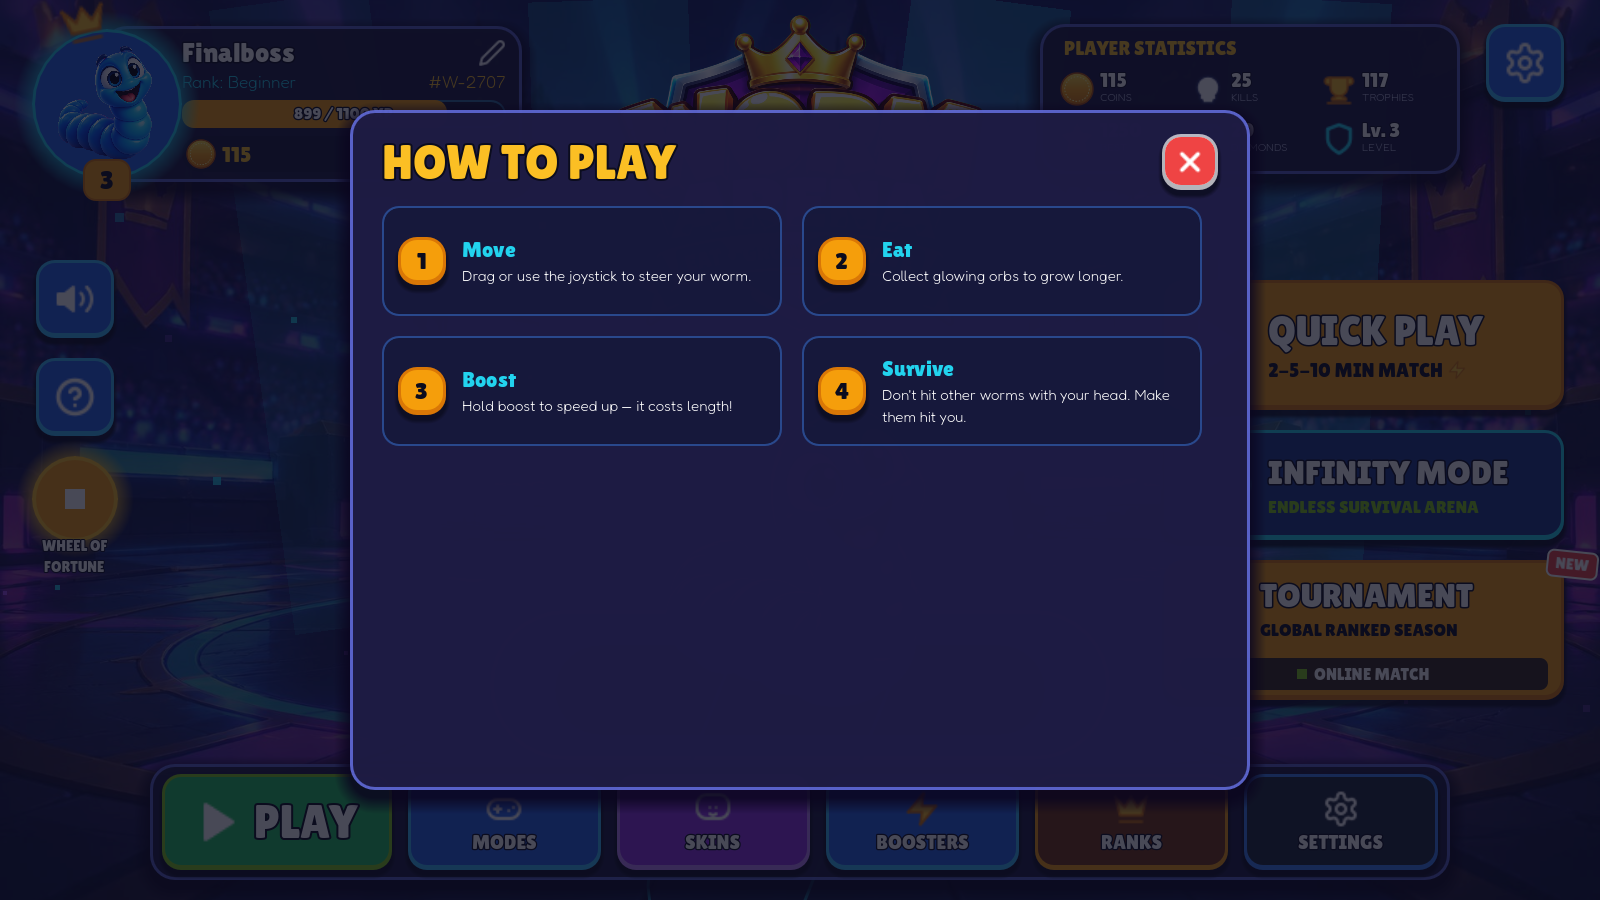 Finalboss
Rank: Beginner
#W-2707
899 / 110
115
3
PLAYER STATISTICS
115
COINS
25
KILLS
117
TROPHIES
Lv. 3
LEVEL
HOW TO PLAY
1
Move
Drag or use the joystick to steer your worm.
2
Eat
Collect glowing orbs to grow longer.
3
Boost
Hold boost to speed up — it costs length!
4
Survive
Don't hit other worms with your head. Make
them hit you.
WHEEL OF
FORTUNE
QUICK PLAY
2-5-10 MIN MATCH
INFINITY MODE
ENDLESS SURVIVAL ARENA
NEW
TOURNAMENT
GLOBAL RANKED SEASON
ONLINE MATCH
PLAY
MODES
SKINS
BOOSTERS
RANKS
SETTINGS